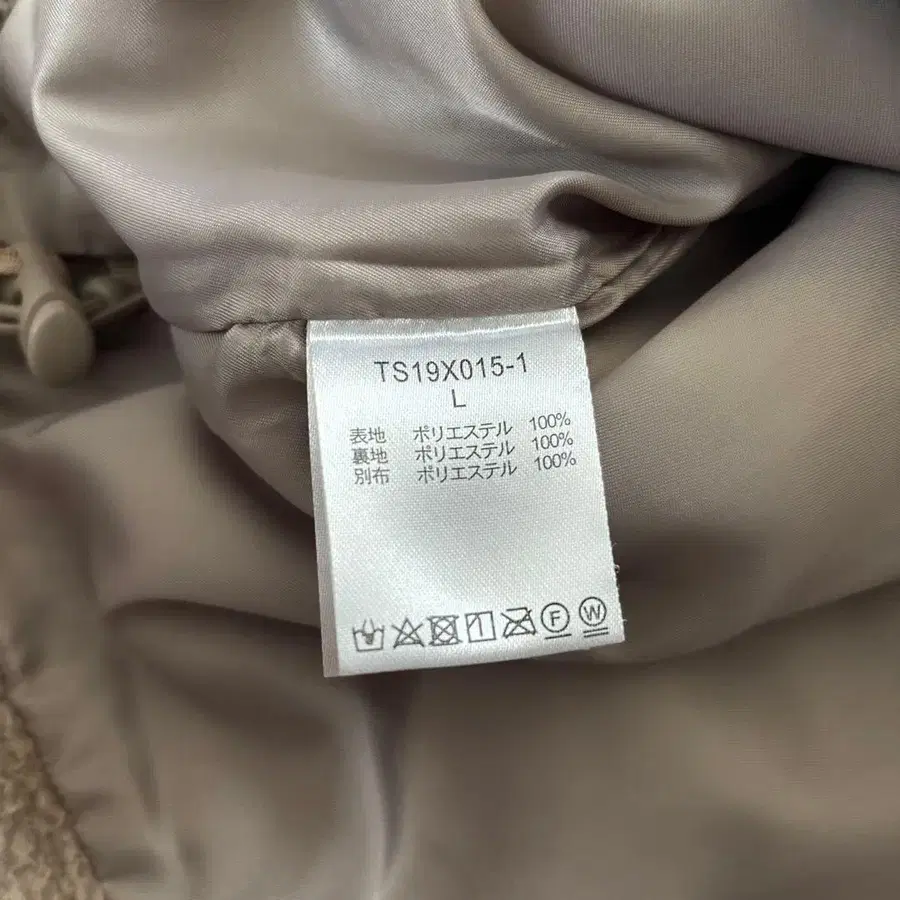 TS19X015-1
L
表地 ポリエステル 100%
裏地 ポリエステル 100%
別布 ポリエステル 100%
F W